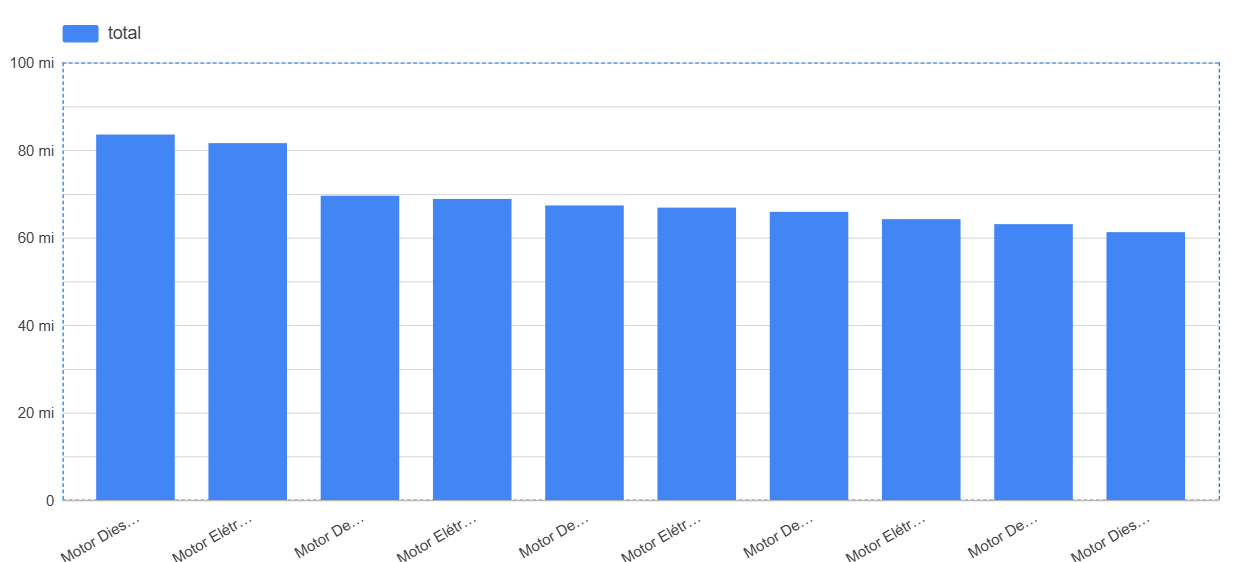 total
100 mi
80 mi
60 mi
40 mi
20 mi
0
Motor Dies…
Motor Elétr…
Motor De…
Motor Elétr…
Motor De…
Motor Elétr…
Motor De…
Motor Elétr…
Motor De…
Motor Dies…